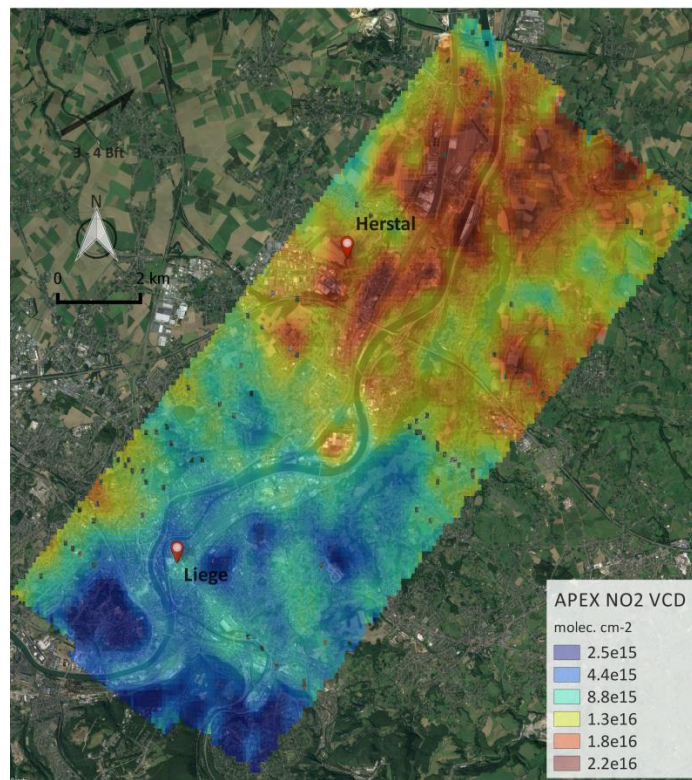 3 - 4 Bft
N
0 2 km
Herstal
Liege
APEX NO2 VCD
molec. cm-2
2.5e15
4.4e15
8.8e15
1.3e16
1.8e16
2.2e16